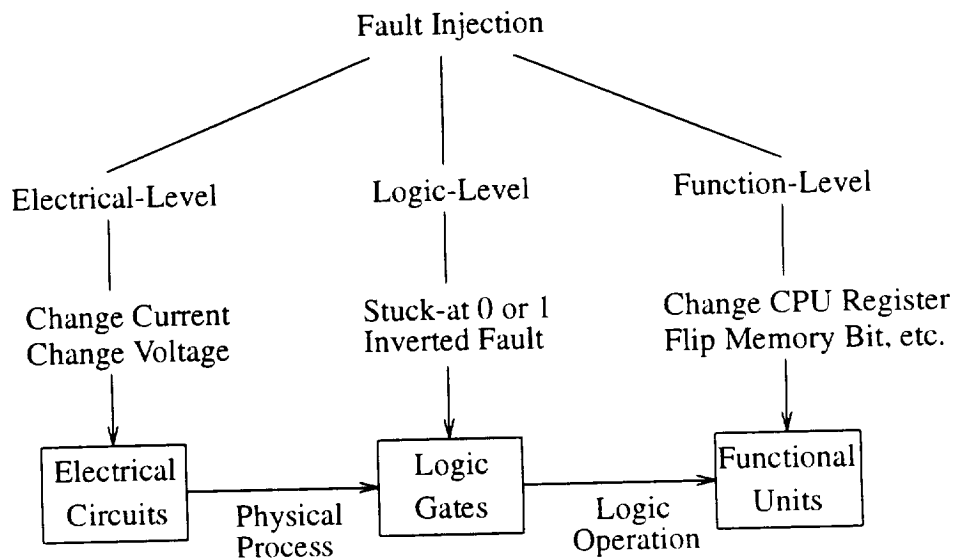 Fault Injection
Electrical-Level
Logic-Level
Function-Level
Change Current
Change Voltage
Stuck-at 0 or 1
Inverted Fault
Change CPU Register
Flip Memory Bit, etc.
Electrical
Circuits
Physical
Process
Logic
Gates
Logic
Operation
Functional
Units